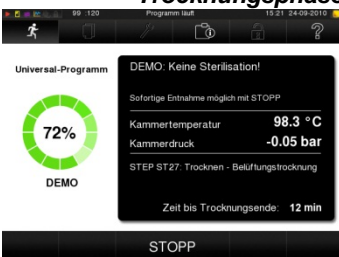 Trocknungsphase
99 :120 Programm läuft 15:21 24-09-2010
Universal-Programm
72%
DEMO
DEMO: Keine Sterilisation!
Sofortige Entnahme möglich mit STOPP
Kammertemperatur 98.3 °C
Kammerdruck -0.05 bar
STEP ST27: Trocknen - Belüftungstrocknung
Zeit bis Trocknungsende: 12 min
STOPP